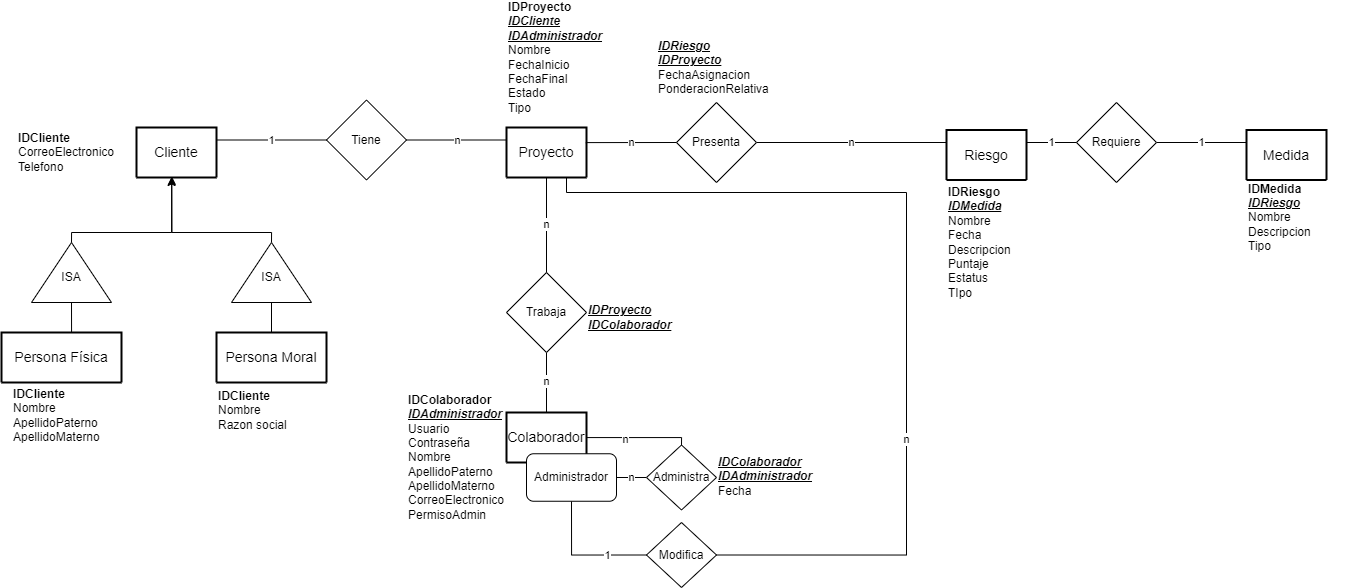 IDProyecto
IDCliente
IDAdministrador
Nombre
FechaInicio
FechaFinal
Estado
Tipo
IDRiesgo
IDProyecto
FechaAsignacion
PonderacionRelativa
IDCliente
CorreoElectronico
Telefono
Cliente
1
Tiene
n
Proyecto
n
Presenta
n
Riesgo
1
Requiere
1
Medida
IDRiesgo
IDMedida
Nombre
Fecha
Descripcion
Puntaje
Estatus
TIpo
IDMedida
IDRiesgo
Nombre
Descripcion
Tipo
n
ISA
ISA
Trabaja
IDProyecto
IDColaborador
Persona Física
Persona Moral
n
IDCliente
Nombre
ApellidoPaterno
ApellidoMaterno
IDCliente
Nombre
Razon social
IDColaborador
IDAdministrador
Usuario
Contraseña
Nombre
ApellidoPaterno
ApellidoMaterno
CorreoElectronico
PermisoAdmin
Colaborador
n
n
Administrador
n
Administra
IDColaborador
IDAdministrador
Fecha
1
Modifica